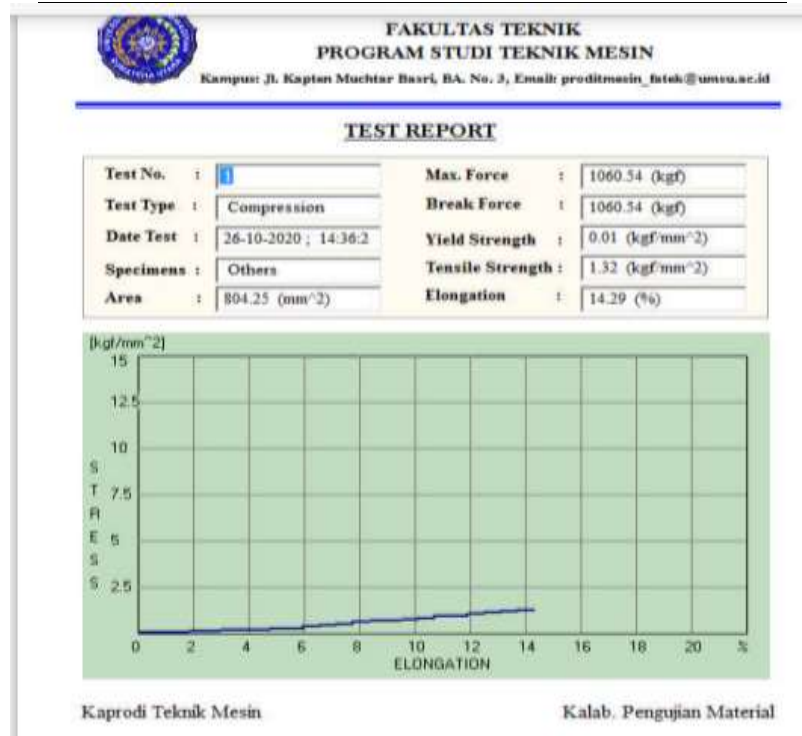 FAKULTAS TEKNIK
PROGRAM STUDI TEKNIK MESIN
Kampus: Jl. Kapten Muchtar Basri, BA. No. 3, Email: proditmesin_fatek@umsu.ac.id
TEST REPORT
Test No. : 1
Test Type : Compression
Date Test : 26-10-2020 ; 14:36:2
Specimens : Others
Area : 804.25 (mm^2)
Max. Force : 1060.54 (kgf)
Break Force : 1060.54 (kgf)
Yield Strength : 0.01 (kgf/mm^2)
Tensile Strength : 1.32 (kgf/mm^2)
Elongation : 14.29 (%)
[kgf/mm^2]
15
12.5
10
7.5
5
2.5
STRESS
0 2 4 6 8 10 12 14 16 18 20 %
ELONGATION
Kaprodi Teknik Mesin
Kalab. Pengujian Material